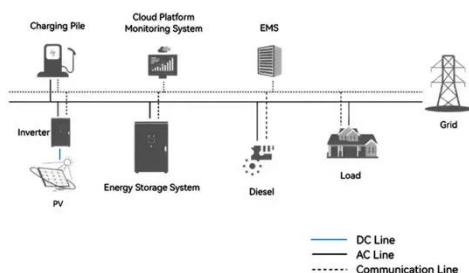 Charging Pile
Cloud Platform
Monitoring System
EMS
Grid
Inverter
PV
Energy Storage System
Diesel
Load
DC Line
AC Line
Communication Line